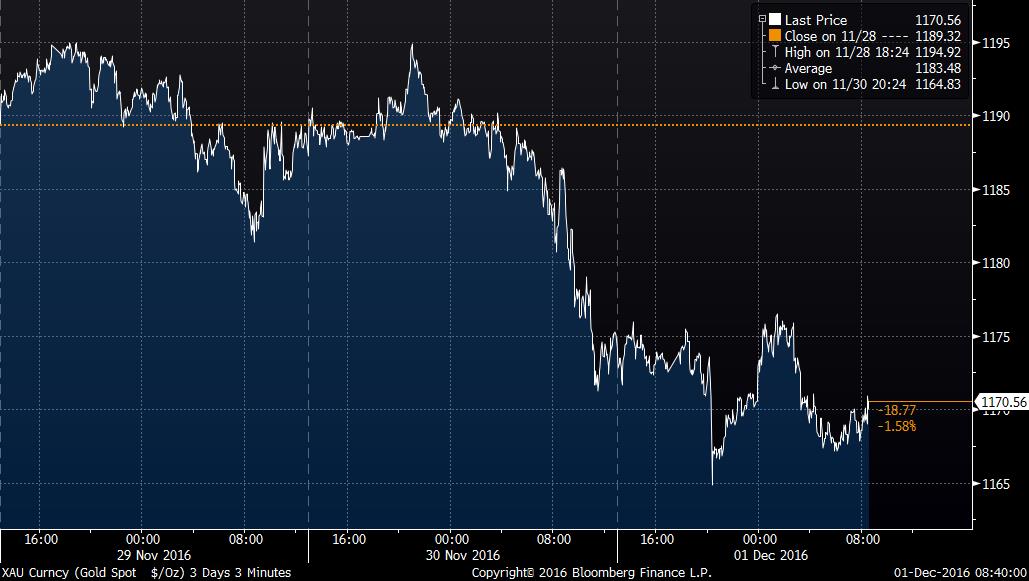 Last Price 1170.56
Close on 11/28 ---- 1189.32
High on 11/28 18:24 1194.92
Average 1183.48
Low on 11/30 20:24 1164.83
1195
1190
1185
1180
1175
1170.56
1170
-18.77
-1.58%
1165
16:00 00:00 08:00 16:00 00:00 08:00 16:00 00:00 08:00
29 Nov 2016 30 Nov 2016 01 Dec 2016
XAU Curncy (Gold Spot $/Oz) 3 Days 3 Minutes Copyright© 2016 Bloomberg Finance L.P. 01-Dec-2016 08:40:00